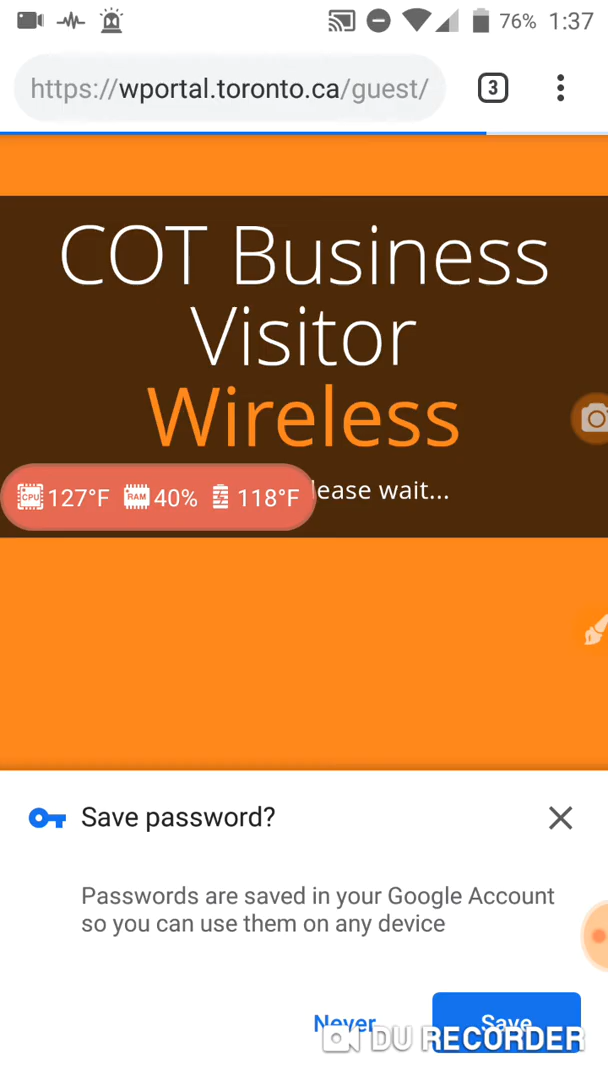 76% 1:37
https://wportal.toronto.ca/guest/ 3
COT Business
Visitor
Wireless
lease wait...
CPU 127°F RAM 40% 118°F
Save password?
Passwords are saved in your Google Account
so you can use them on any device
Never Save
DU RECORDER